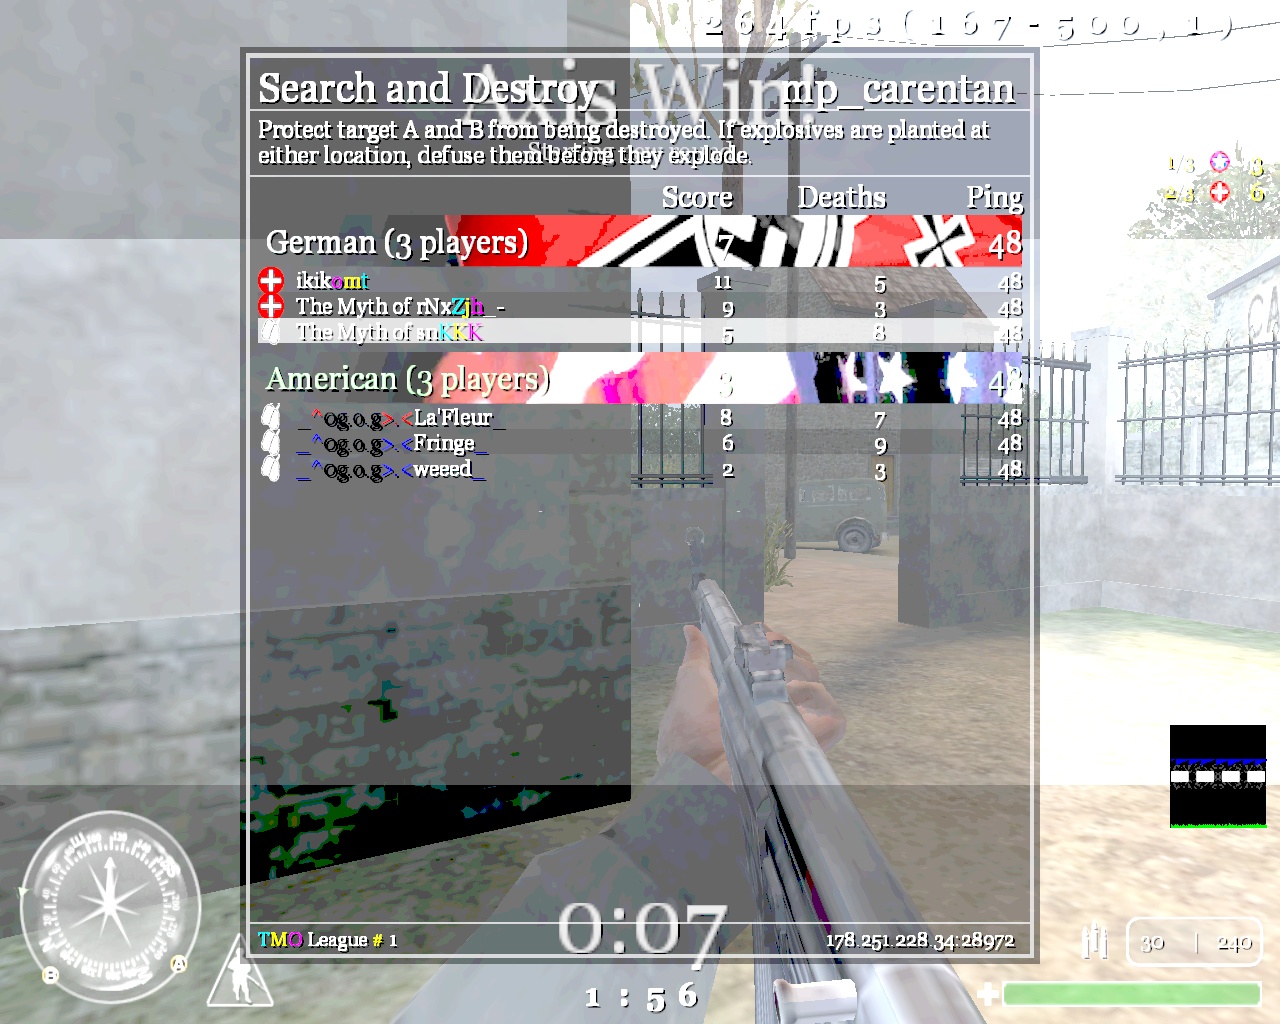 264fps(167-500,1)
Axis Win!
Search and Destroy mp_carentan
Protect target A and B from being destroyed. If explosives are planted at
either location, defuse them before they explode.
Starting new round
1/3 3
2/3 6
Score Deaths Ping
German (3 players) 7 48
ikikomt 11 5 48
The Myth of rNxZjh_- 9 3 48
The Myth of snKKK 5 8 48
American (3 players) 3 48
_^og.o.g>.<La'Fleur_ 8 7 48
_^og.o.g>.<Fringe_ 6 9 48
_^og.o.g>.<weeed_ 2 3 48
TMO League # 1 0:07 178.251.228.34:28972
30 | 240
B A
1:56